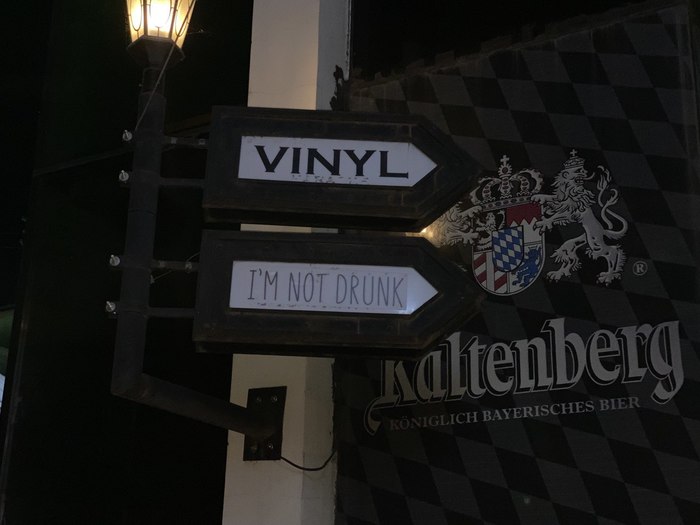 VINYL
I'M NOT DRUNK
Kaltenberg
KÖNIGLICH BAYERISCHES BIER
®